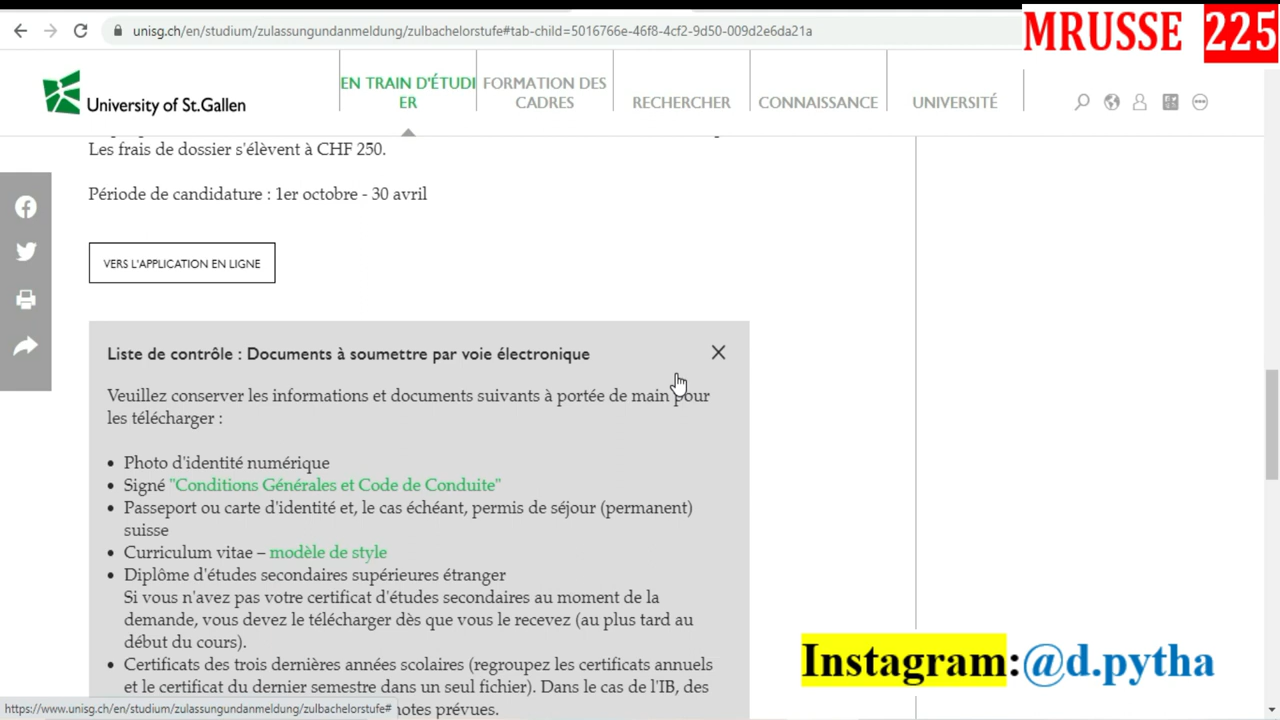 unisg.ch/en/studium/zulassungundanmeldung/zulbachelorstufe#tab-child=5016766e-46f8-4cf2-9d50-009d2e6da21a
MRUSSE 225
University of St.Gallen
EN TRAIN D'ÉTUDI
ER
FORMATION DES
CADRES
RECHERCHER
CONNAISSANCE
UNIVERSITÉ
Les frais de dossier s'élèvent à CHF 250.
Période de candidature : 1er octobre - 30 avril
VERS L'APPLICATION EN LIGNE
Liste de contrôle : Documents à soumettre par voie électronique
Veuillez conserver les informations et documents suivants à portée de main pour
les télécharger :
• Photo d'identité numérique
• Signé "Conditions Générales et Code de Conduite"
• Passeport ou carte d'identité et, le cas échéant, permis de séjour (permanent)
suisse
• Curriculum vitae – modèle de style
• Diplôme d'études secondaires supérieures étranger
Si vous n'avez pas votre certificat d'études secondaires au moment de la
demande, vous devez le télécharger dès que vous le recevez (au plus tard au
début du cours).
• Certificats des trois dernières années scolaires (regroupez les certificats annuels
et le certificat du dernier semestre dans un seul fichier). Dans le cas de l'IB, des
notes prévues.
https://www.unisg.ch/en/studium/zulassungundanmeldung/zulbachelorstufe#
Instagram:@d.pytha